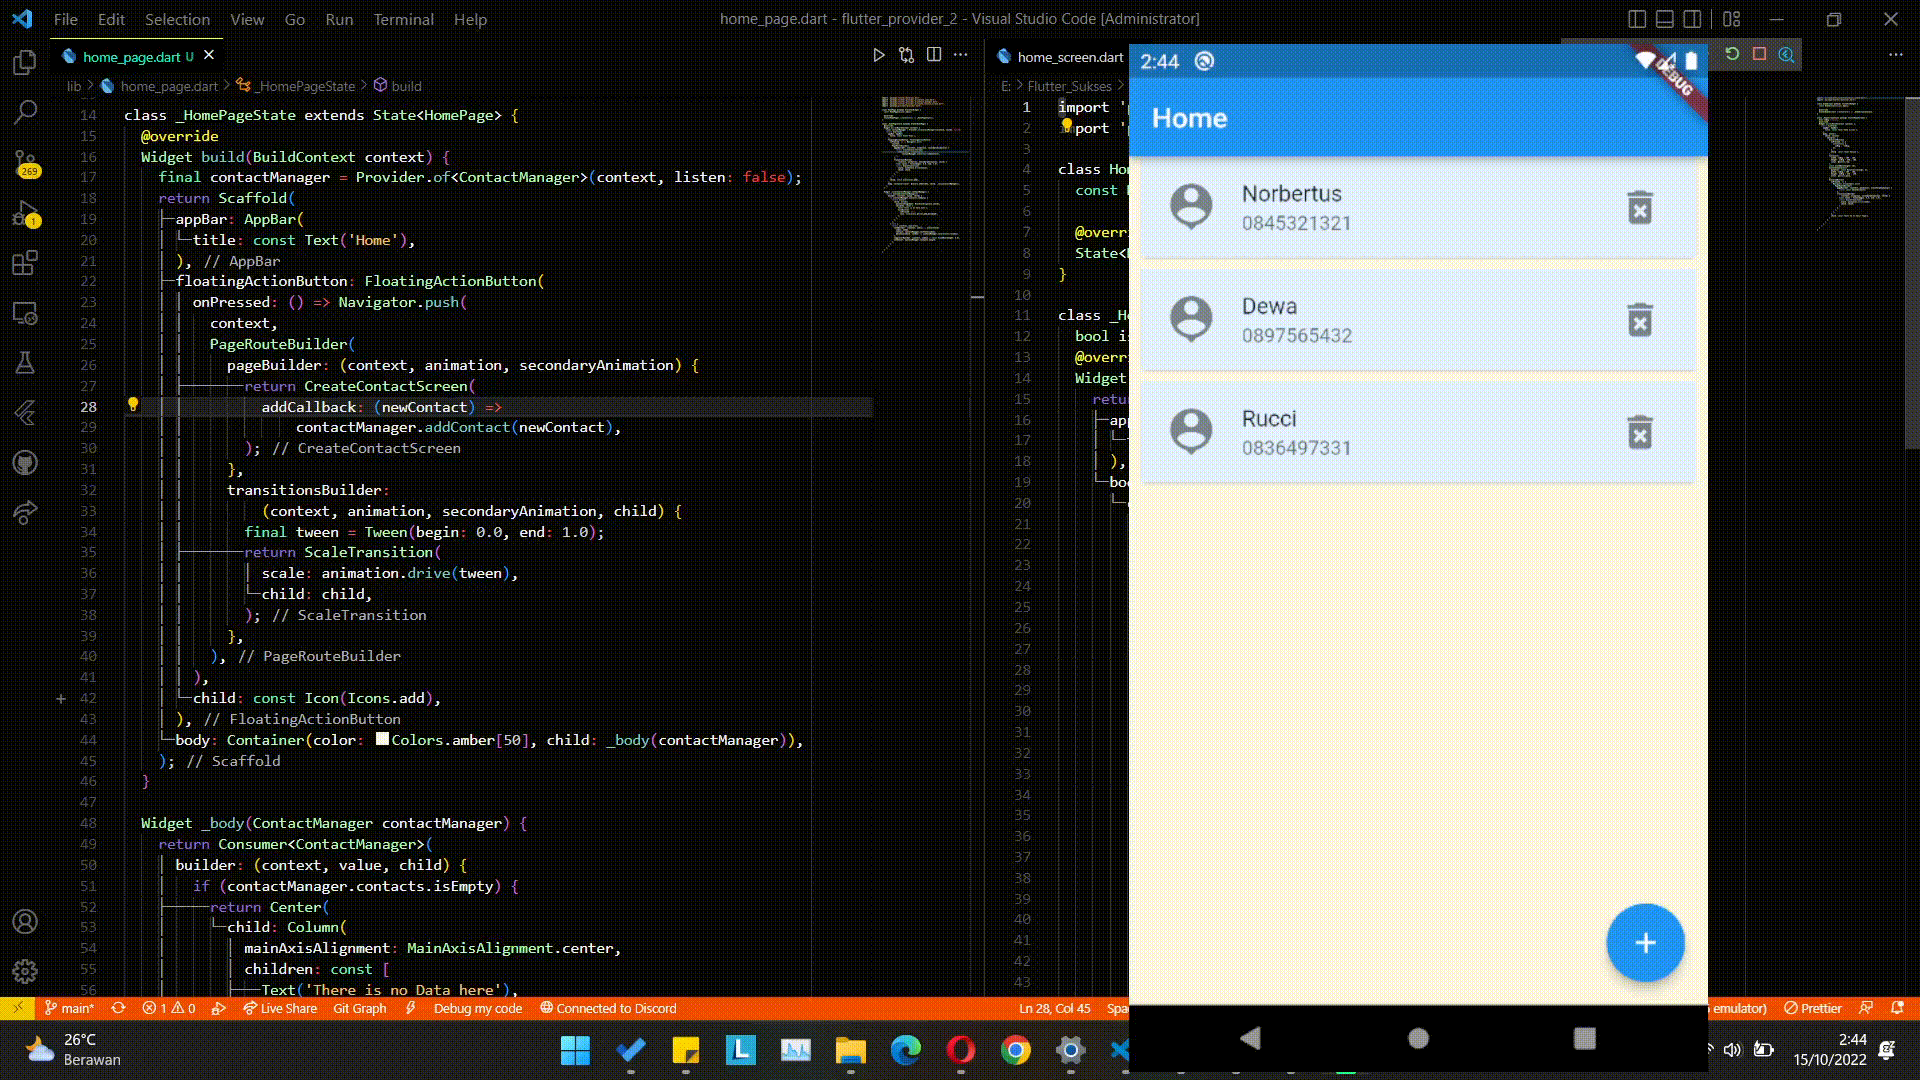 File Edit Selection View Go Run Terminal Help
home_page.dart - flutter_provider_2 - Visual Studio Code [Administrator]
home_page.dart U
lib > home_page.dart > _HomePageState > build
14 class _HomePageState extends State<HomePage> {
15 @override
16 Widget build(BuildContext context) {
17 final contactManager = Provider.of<ContactManager>(context, listen: false);
18 return Scaffold(
19 appBar: AppBar(
20 title: const Text('Home'),
21 ), // AppBar
22 floatingActionButton: FloatingActionButton(
23 onPressed: () => Navigator.push(
24 context,
25 PageRouteBuilder(
26 pageBuilder: (context, animation, secondaryAnimation) {
27 return CreateContactScreen(
28 addCallback: (newContact) =>
29 contactManager.addContact(newContact),
30 ); // CreateContactScreen
31 },
32 transitionsBuilder:
33 (context, animation, secondaryAnimation, child) {
34 final tween = Tween(begin: 0.0, end: 1.0);
35 return ScaleTransition(
36 scale: animation.drive(tween),
37 child: child,
38 ); // ScaleTransition
39 },
40 ), // PageRouteBuilder
41 ),
42 child: const Icon(Icons.add),
43 ), // FloatingActionButton
44 body: Container(color: Colors.amber[50], child: _body(contactManager)),
45 ); // Scaffold
46 }
47
48 Widget _body(ContactManager contactManager) {
49 return Consumer<ContactManager>(
50 builder: (context, value, child) {
51 if (contactManager.contacts.isEmpty) {
52 return Center(
53 child: Column(
54 mainAxisAlignment: MainAxisAlignment.center,
55 children: const [
56 Text('There is no Data here'),
269
1
home_screen.dart
E: > Flutter_Sukses >
1 import 'p
2 import 'p
3
4 class Hom
5 const
6
7 @overri
8 State<
9 }
10
11 class _H
12 bool is
13 @overri
14 Widget
15 retur
16 app
17
18 ),
19 bod
20
21
22
23
24
25
26
27
28
29
30
31
32
33
34
35
36
37
38
39
40
41
42
43
2:44
DEBUG
Home
Norbertus
0845321321
Dewa
0897565432
Rucci
0836497331
main* 1 0 Live Share Git Graph Debug my code Connected to Discord
Ln 28, Col 45 Spa
emulator) Prettier
26°C
Berawan
2:44
15/10/2022